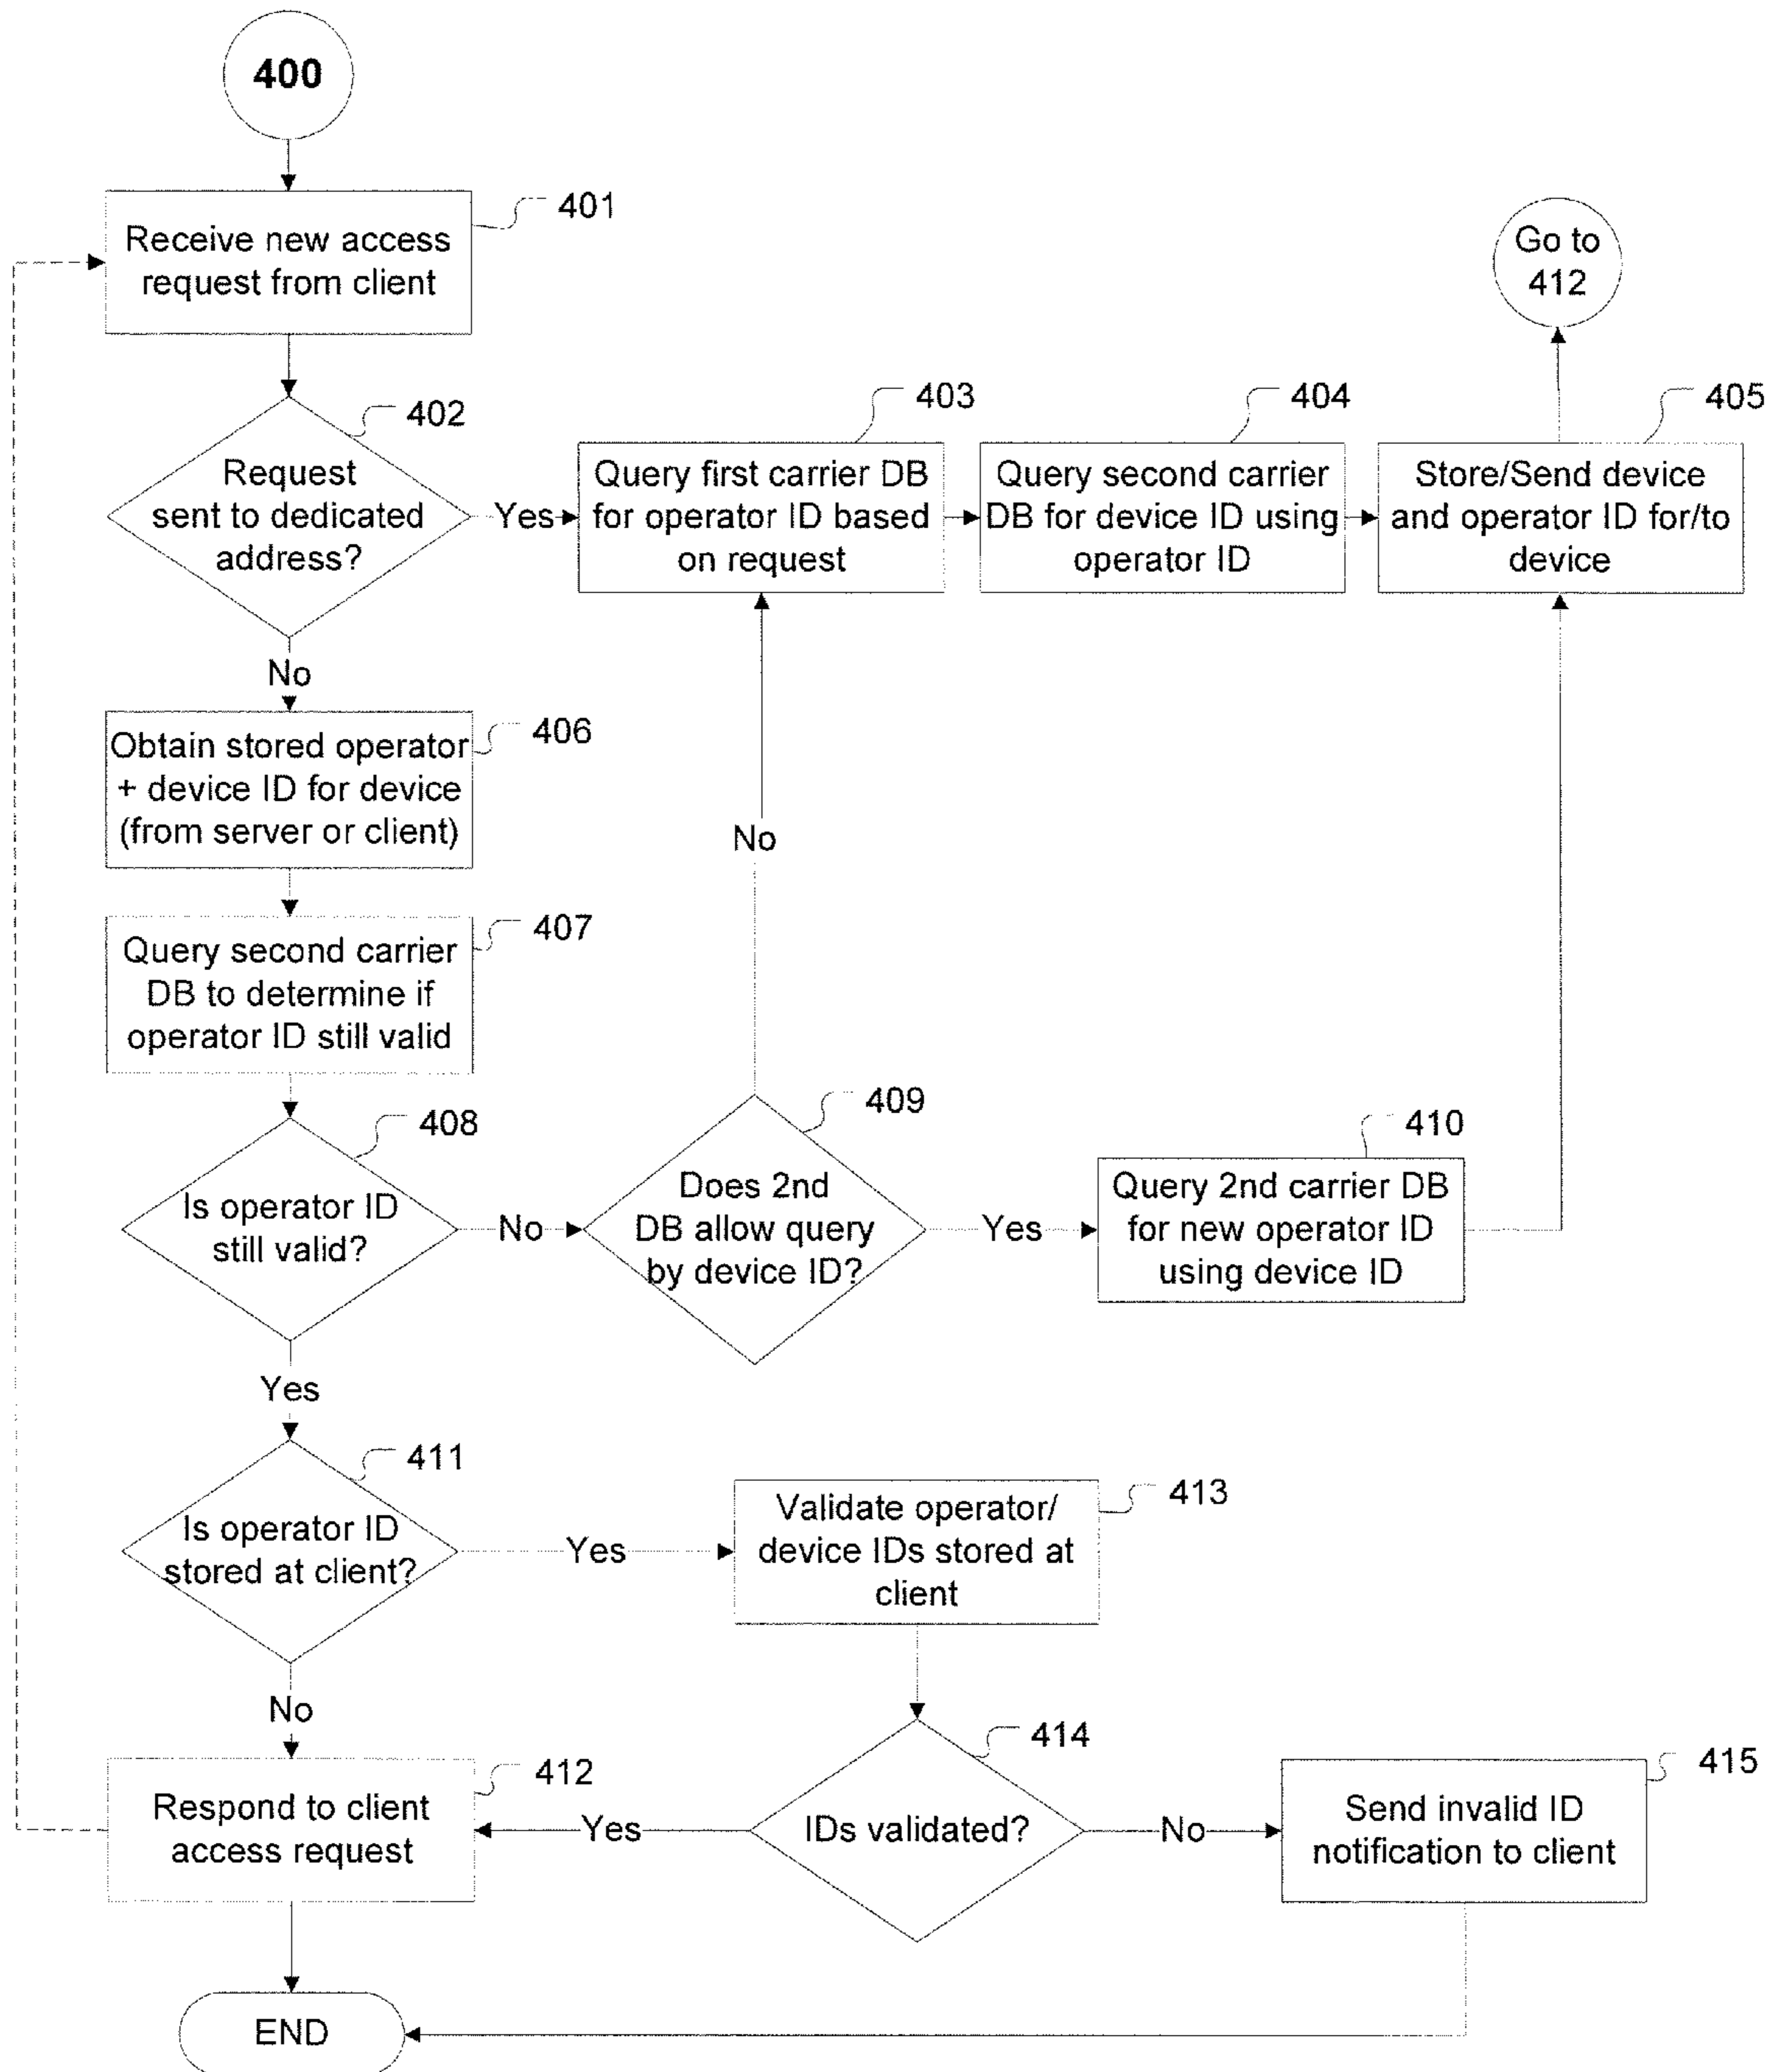 400
401
Receive new access
request from client
Go to
412
402
Request
sent to dedicated
address?
Yes
403
Query first carrier DB
for operator ID based
on request
404
Query second carrier
DB for device ID using
operator ID
405
Store/Send device
and operator ID for/to
device
No
406
Obtain stored operator
+ device ID for device
(from server or client)
No
407
Query second carrier
DB to determine if
operator ID still valid
408
Is operator ID
still valid?
No
409
Does 2nd
DB allow query
by device ID?
Yes
410
Query 2nd carrier DB
for new operator ID
using device ID
Yes
411
Is operator ID
stored at client?
Yes
413
Validate operator/
device IDs stored at
client
No
412
Respond to client
access request
Yes
414
IDs validated?
No
415
Send invalid ID
notification to client
END